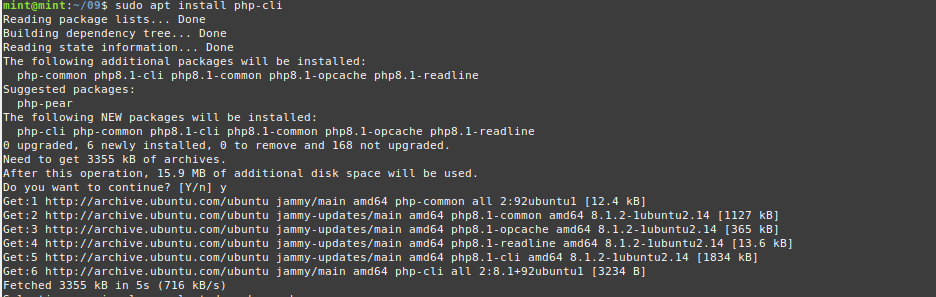 mint@mint:~/09$ sudo apt install php-cli
Reading package lists... Done
Building dependency tree... Done
Reading state information... Done
The following additional packages will be installed:
  php-common php8.1-cli php8.1-common php8.1-opcache php8.1-readline
Suggested packages:
  php-pear
The following NEW packages will be installed:
  php-cli php-common php8.1-cli php8.1-common php8.1-opcache php8.1-readline
0 upgraded, 6 newly installed, 0 to remove and 168 not upgraded.
Need to get 3355 kB of archives.
After this operation, 15.9 MB of additional disk space will be used.
Do you want to continue? [Y/n] y
Get:1 http://archive.ubuntu.com/ubuntu jammy/main amd64 php-common all 2:92ubuntu1 [12.4 kB]
Get:2 http://archive.ubuntu.com/ubuntu jammy-updates/main amd64 php8.1-common amd64 8.1.2-1ubuntu2.14 [1127 kB]
Get:3 http://archive.ubuntu.com/ubuntu jammy-updates/main amd64 php8.1-opcache amd64 8.1.2-1ubuntu2.14 [365 kB]
Get:4 http://archive.ubuntu.com/ubuntu jammy-updates/main amd64 php8.1-readline amd64 8.1.2-1ubuntu2.14 [13.6 kB]
Get:5 http://archive.ubuntu.com/ubuntu jammy-updates/main amd64 php8.1-cli amd64 8.1.2-1ubuntu2.14 [1834 kB]
Get:6 http://archive.ubuntu.com/ubuntu jammy/main amd64 php-cli all 2:8.1+92ubuntu1 [3234 B]
Fetched 3355 kB in 5s (716 kB/s)